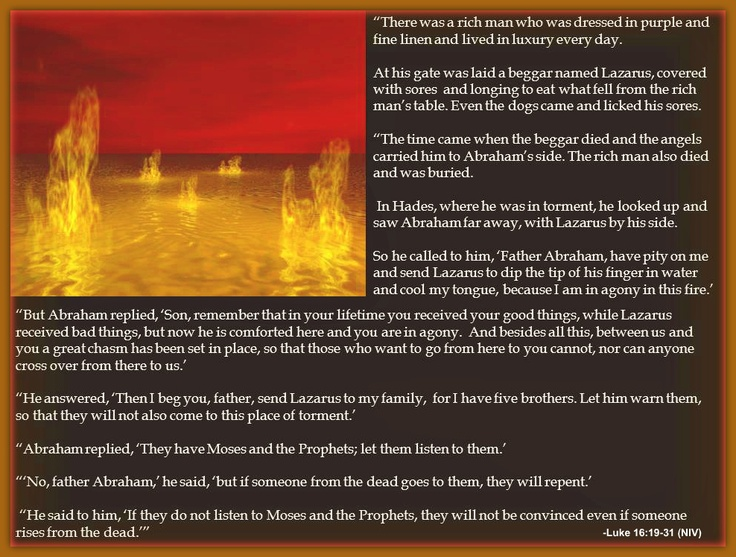 “There was a rich man who was dressed in purple and
fine linen and lived in luxury every day.
At his gate was laid a beggar named Lazarus, covered
with sores and longing to eat what fell from the rich
man’s table. Even the dogs came and licked his sores.
“The time came when the beggar died and the angels
carried him to Abraham’s side. The rich man also died
and was buried.
In Hades, where he was in torment, he looked up and
saw Abraham far away, with Lazarus by his side.
So he called to him, ‘Father Abraham, have pity on me
and send Lazarus to dip the tip of his finger in water
and cool my tongue, because I am in agony in this fire.’
“But Abraham replied, ‘Son, remember that in your lifetime you received your good things, while Lazarus
received bad things, but now he is comforted here and you are in agony. And besides all this, between us and
you a great chasm has been set in place, so that those who want to go from here to you cannot, nor can anyone
cross over from there to us.’
“He answered, ‘Then I beg you, father, send Lazarus to my family, for I have five brothers. Let him warn them,
so that they will not also come to this place of torment.’
“Abraham replied, ‘They have Moses and the Prophets; let them listen to them.’
“‘No, father Abraham,’ he said, ‘but if someone from the dead goes to them, they will repent.’
“He said to him, ‘If they do not listen to Moses and the Prophets, they will not be convinced even if someone
rises from the dead.’”
-Luke 16:19-31 (NIV)